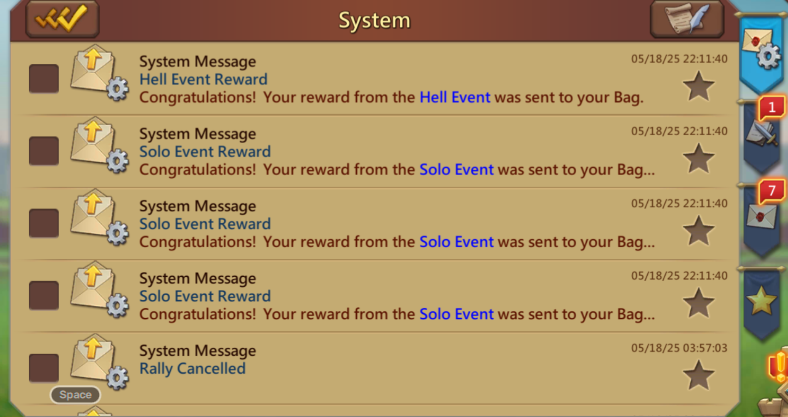 System
System Message
05/18/25 22:11:40
Hell Event Reward
Congratulations! Your reward from the Hell Event was sent to your Bag.
System Message
05/18/25 22:11:40
Solo Event Reward
Congratulations! Your reward from the Solo Event was sent to your Bag...
System Message
05/18/25 22:11:40
Solo Event Reward
Congratulations! Your reward from the Solo Event was sent to your Bag...
System Message
05/18/25 22:11:40
Solo Event Reward
Congratulations! Your reward from the Solo Event was sent to your Bag...
System Message
05/18/25 03:57:03
Rally Cancelled
Space
1
7